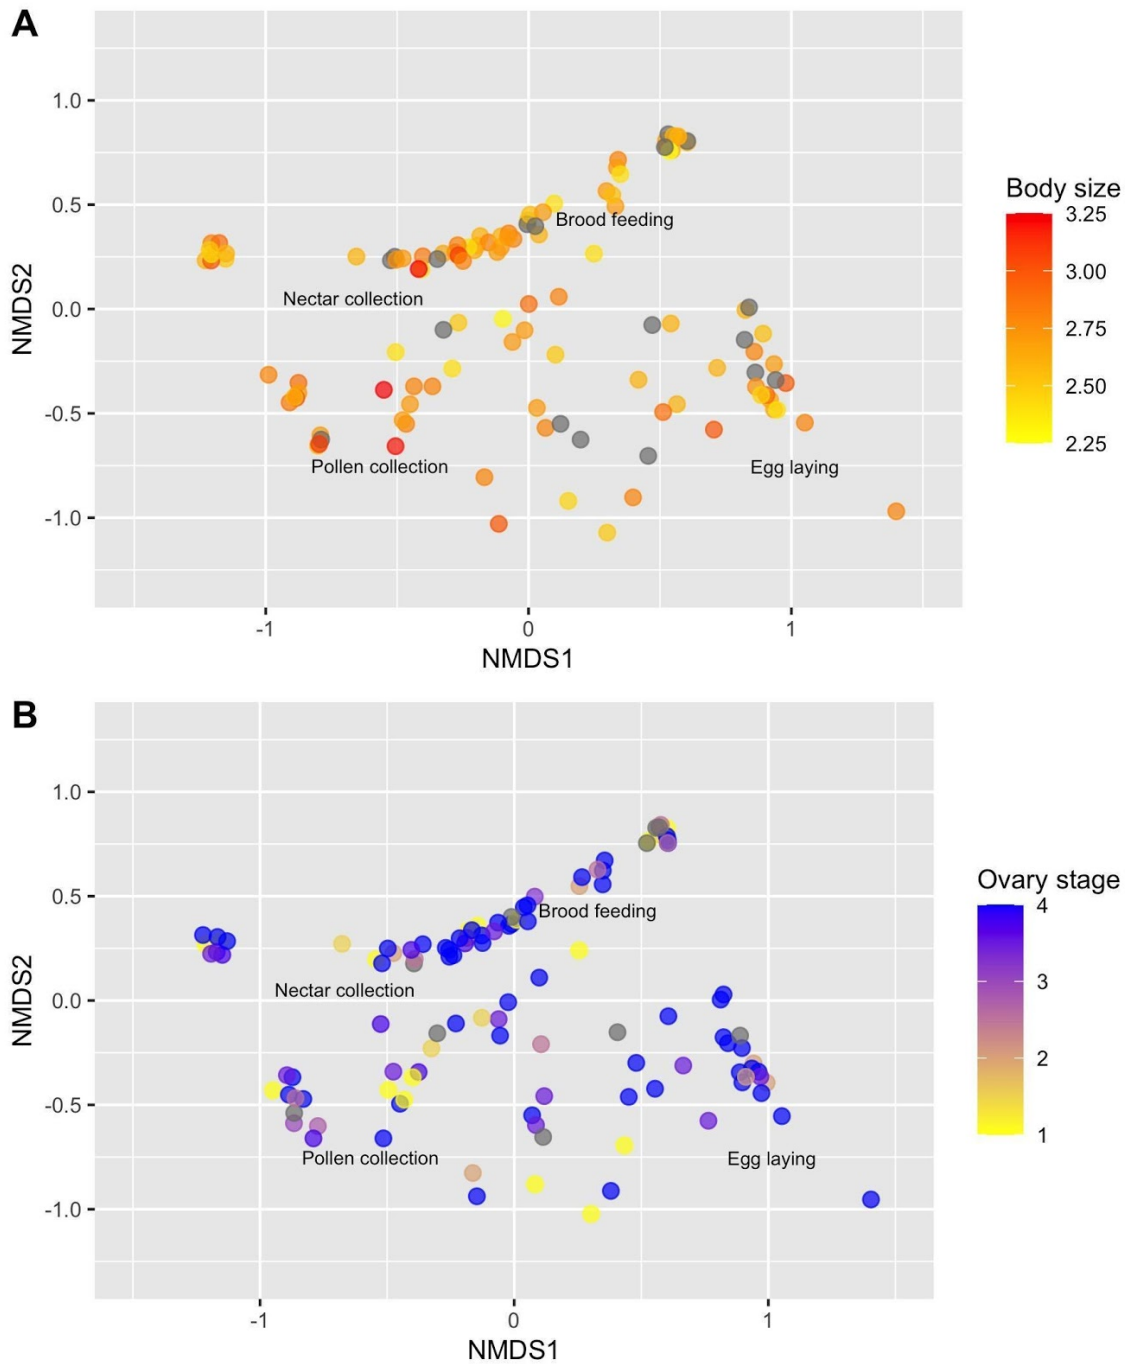 A
1.0
0.5
0.0
-0.5
-1.0
NMDS2
Brood feeding
Nectar collection
Pollen collection
Egg laying
-1
0
1
NMDS1
Body size
3.25
3.00
2.75
2.50
2.25
B
1.0
0.5
0.0
-0.5
-1.0
NMDS2
Brood feeding
Nectar collection
Pollen collection
Egg laying
-1
0
1
NMDS1
Ovary stage
4
3
2
1